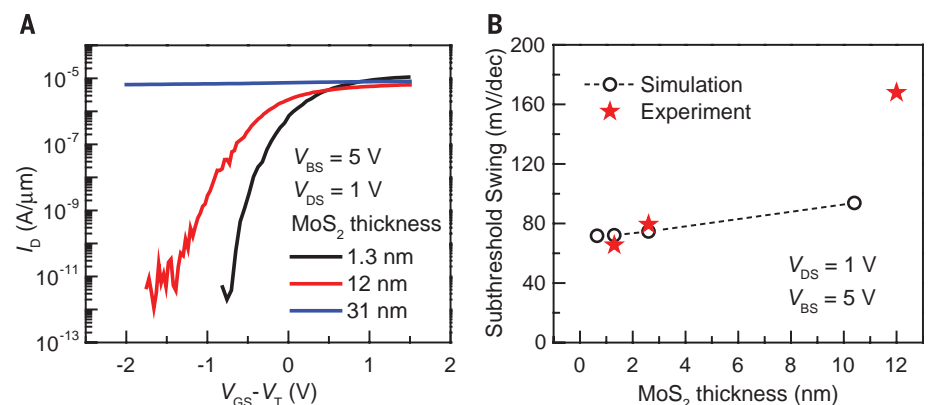 A
I_D (A/μm)
10^-5
10^-7
10^-9
10^-11
10^-13
-2
-1
0
1
2
V_GS-V_T (V)
V_BS = 5 V
V_DS = 1 V
MoS_2 thickness
1.3 nm
12 nm
31 nm
B
Subthreshold Swing (mV/dec)
200
160
120
80
40
0
0
2
4
6
8
10
12
MoS_2 thickness (nm)
Simulation
Experiment
V_DS = 1 V
V_BS = 5 V